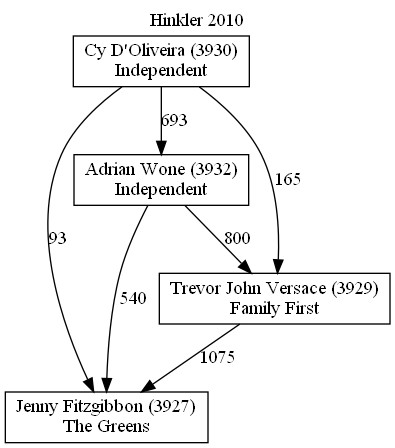 Hinkler 2010
Cy D'Oliveira (3930)
Independent
693
Adrian Wone (3932)
Independent
165
93
800
540
Trevor John Versace (3929)
Family First
1075
Jenny Fitzgibbon (3927)
The Greens